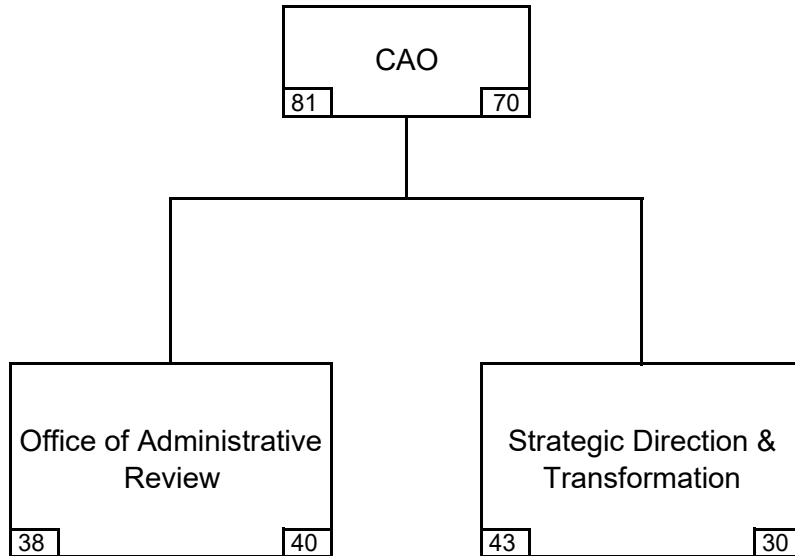 CAO
81 70
Office of Administrative
Review
38 40
Strategic Direction &
Transformation
43 30